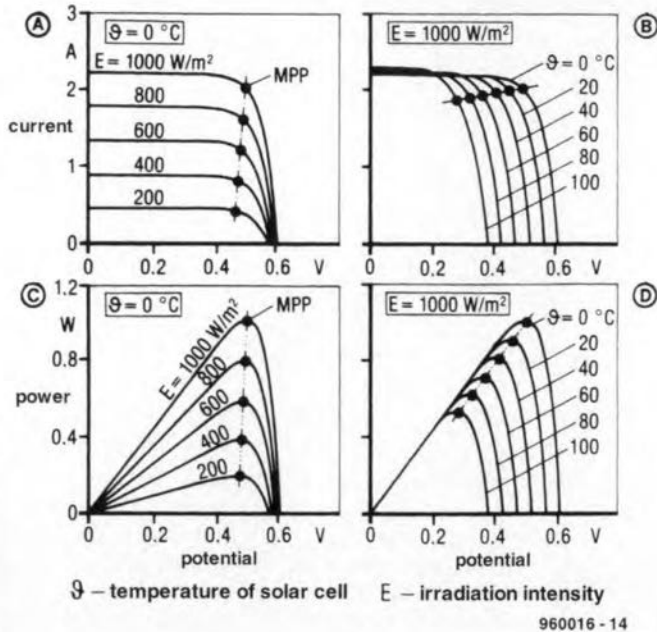 A
3
A
2
current
1
0
ϑ = 0 °C
E = 1000 W/m²
MPP
800
600
400
200
0
0.2
0.4
0.6
V
B
E = 1000 W/m²
ϑ = 0 °C
20
40
60
80
100
0
0.2
0.4
0.6
V
C
1.2
W
0.8
power
0.4
0
ϑ = 0 °C
MPP
E = 1000 W/m²
800
600
400
200
0
0.2
0.4
0.6
V
potential
D
E = 1000 W/m²
ϑ = 0 °C
20
40
60
80
100
0
0.2
0.4
0.6
V
potential
ϑ – temperature of solar cell
E – irradiation intensity
960016 - 14